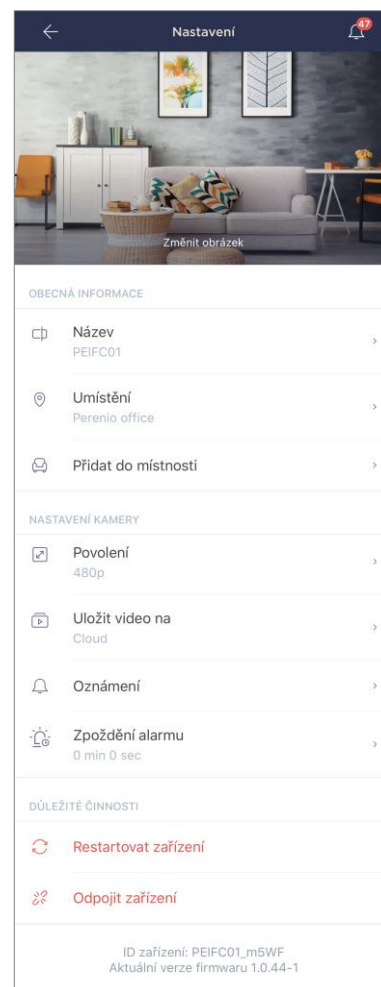 Nastavení
47
Změnit obrázek
OBECNÁ INFORMACE
Název
PEIFC01
Umístění
Perenio office
Přidat do místnosti
NASTAVENÍ KAMERY
Povolení
480p
Uložit video na
Cloud
Oznámení
Zpoždění alarmu
0 min 0 sec
DŮLEŽITÉ ČINNOSTI
Restartovat zařízení
Odpojit zařízení
ID zařízení: PEIFC01_m5WF
Aktuální verze firmwaru 1.0.44-1